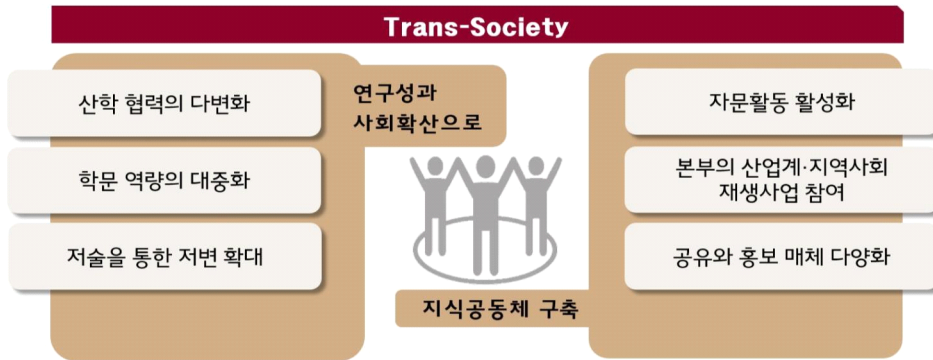 Trans-Society
산학 협력의 다변화
학문 역량의 대중화
저술을 통한 저변 확대
연구성과
사회확산으로
지식공동체 구축
자문활동 활성화
본부의 산업계·지역사회
재생사업 참여
공유와 홍보 매체 다양화